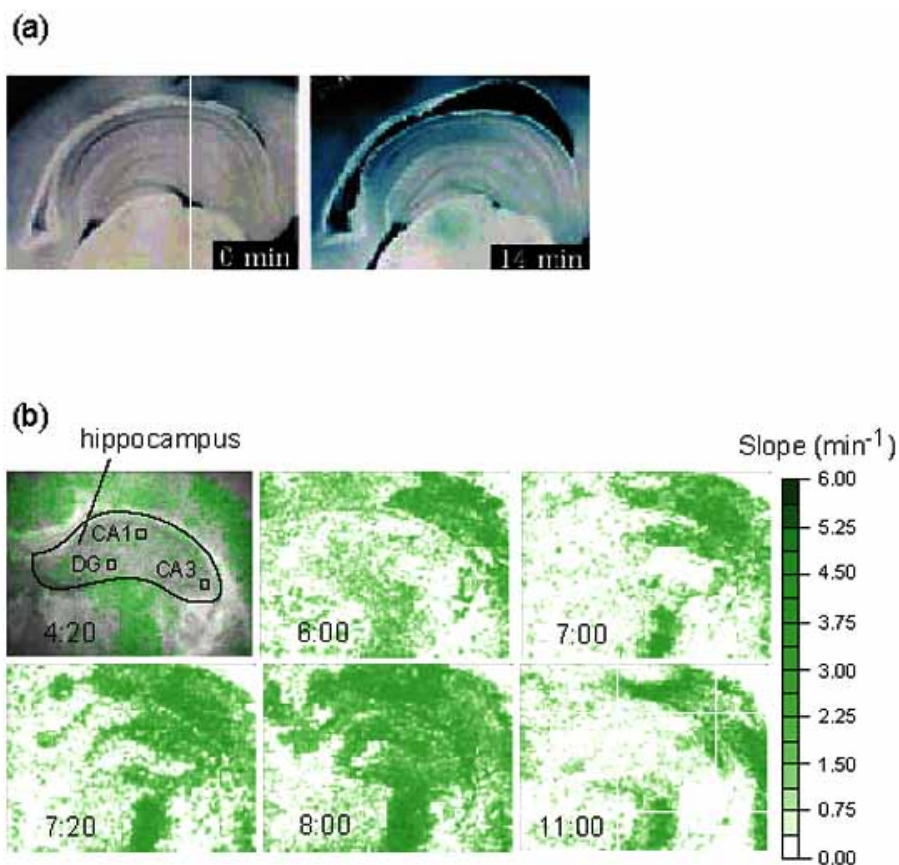 (a)
0 min
14 min
(b)
hippocampus
Slope (min-1)
CA1
DG
CA3
4:20
6:00
7:00
7:20
8:00
11:00
6.00
5.25
4.50
3.75
3.00
2.25
1.50
0.75
0.00